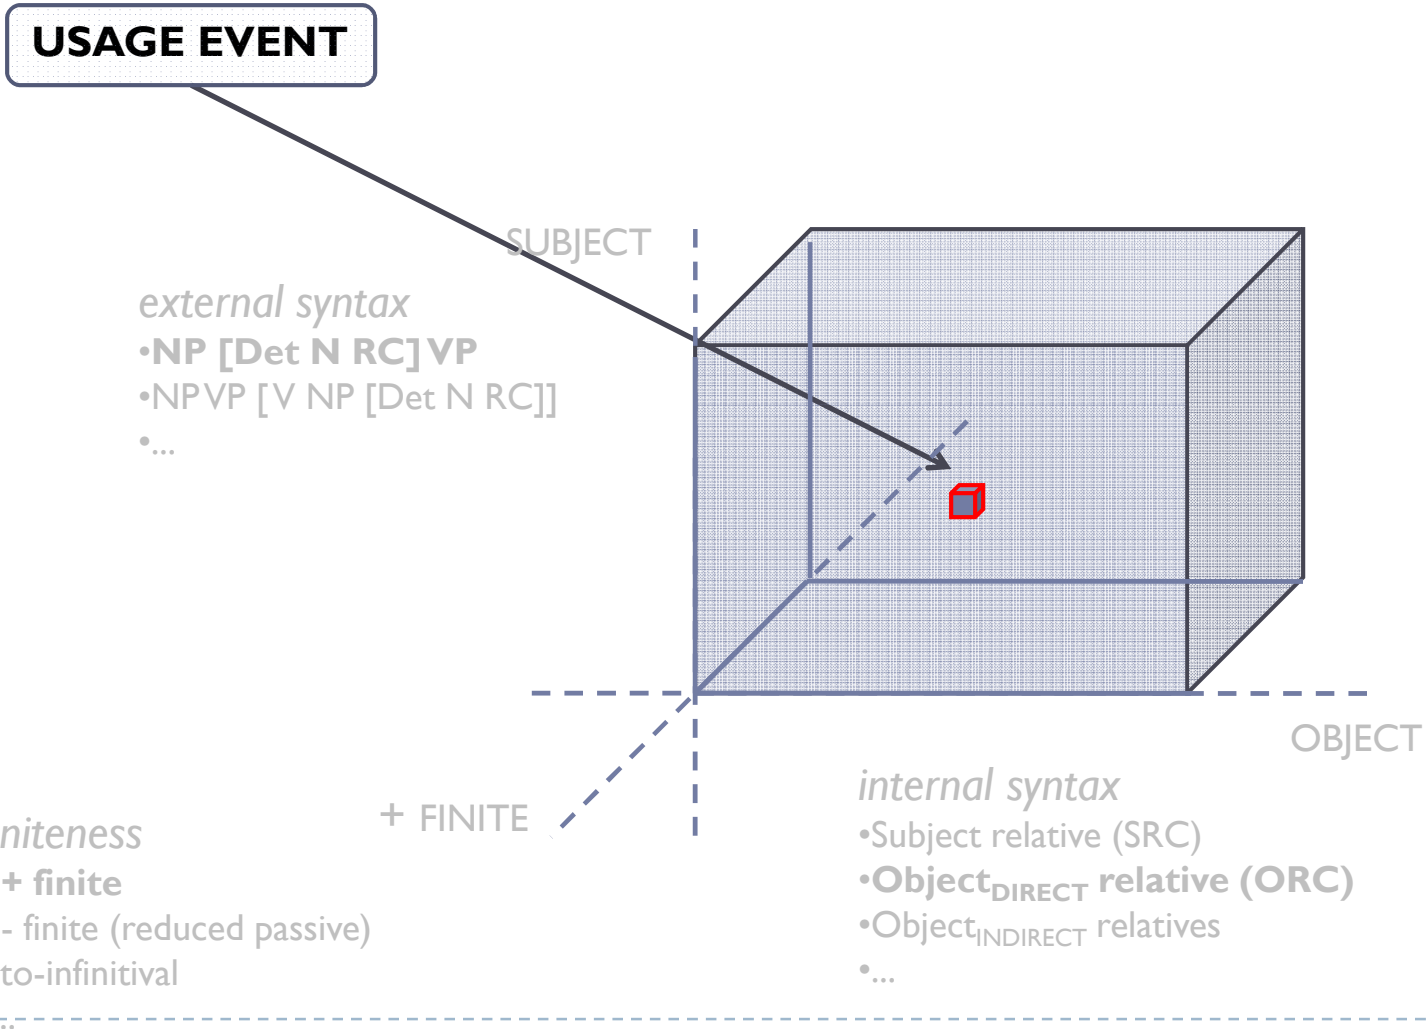 USAGE EVENT
SUBJECT
external syntax
•NP [Det N RC] VP
•NP VP [V NP [Det N RC]]
•...
OBJECT
internal syntax
•Subject relative (SRC)
•ObjectDIRECT relative (ORC)
•ObjectINDIRECT relatives
•...
+ FINITE
niteness
+ finite
- finite (reduced passive)
to-infinitival
..